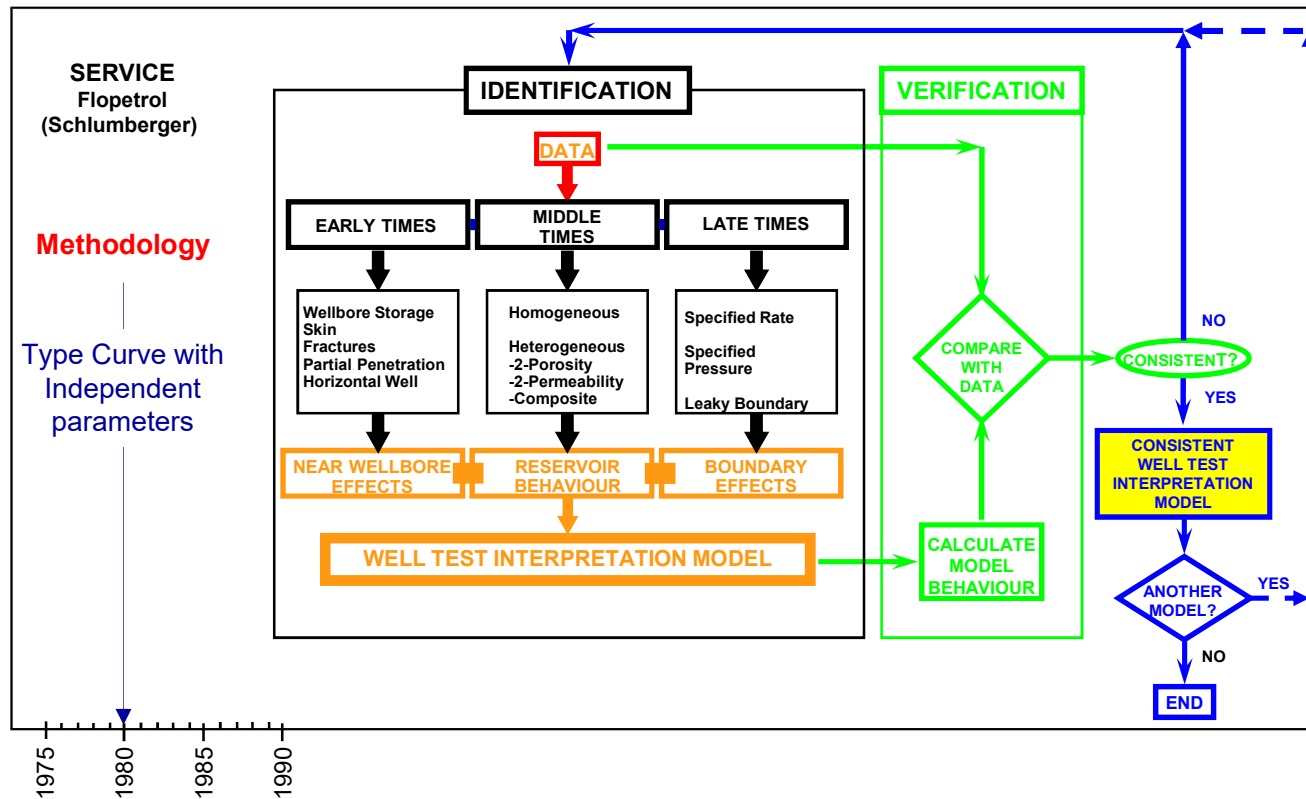 SERVICE
Flopetrol
(Schlumberger)
Methodology
Type Curve with
Independent
parameters
IDENTIFICATION
DATA
EARLY TIMES
MIDDLE
TIMES
LATE TIMES
Wellbore Storage
Skin
Fractures
Partial Penetration
Horizontal Well
Homogeneous
Heterogeneous
-2-Porosity
-2-Permeability
-Composite
Specified Rate
Specified
Pressure
Leaky Boundary
NEAR WELLBORE
EFFECTS
RESERVOIR
BEHAVIOUR
BOUNDARY
EFFECTS
WELL TEST INTERPRETATION MODEL
VERIFICATION
COMPARE
WITH
DATA
CALCULATE
MODEL
BEHAVIOUR
NO
CONSISTENT?
YES
CONSISTENT
WELL TEST
INTERPRETATION
MODEL
ANOTHER
MODEL?
YES
NO
END
1975
1980
1985
1990